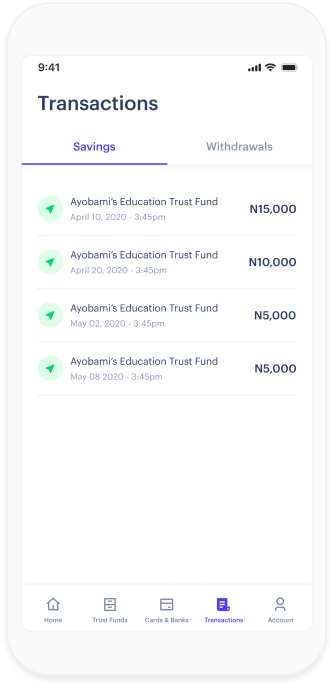 9:41
Transactions
Savings Withdrawals
Ayobami's Education Trust Fund
April 10, 2020 - 3:45pm
N15,000
Ayobami's Education Trust Fund
April 20, 2020 - 3:45pm
N10,000
Ayobami's Education Trust Fund
May 02, 2020 - 3:45pm
N5,000
Ayobami's Education Trust Fund
May 08 2020 - 3:45pm
N5,000
Home Trust Funds Cards & Banks Transactions Account